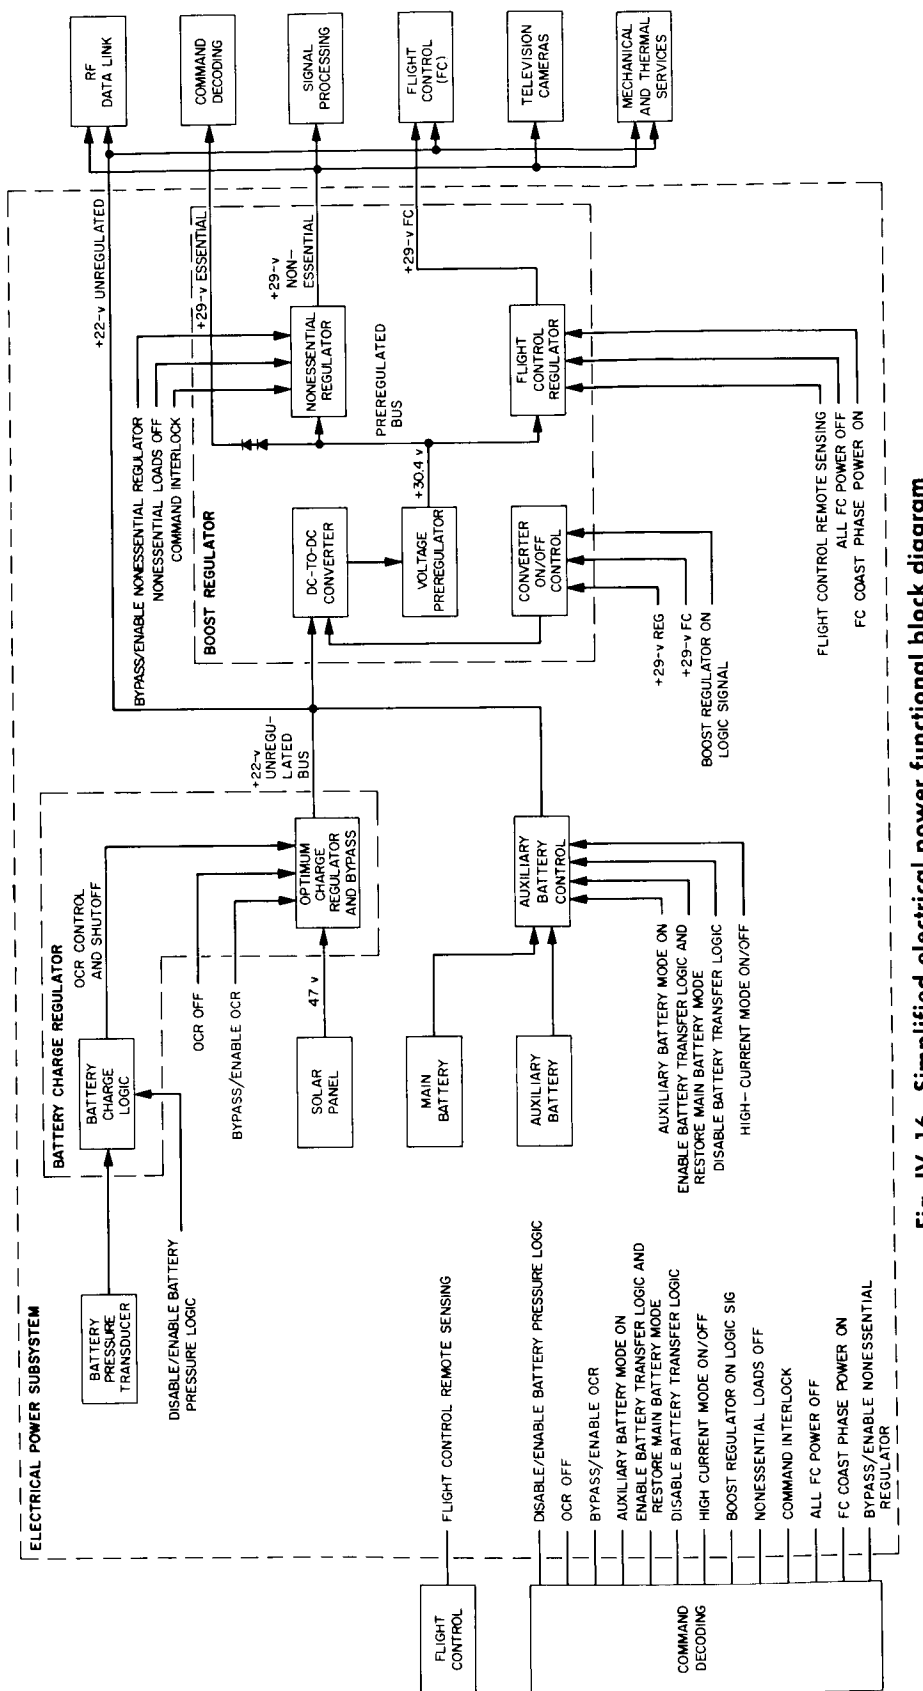 ELECTRICAL POWER SUBSYSTEM
BATTERY
PRESSURE
TRANSDUCER
DISABLE/ENABLE BATTERY
PRESSURE LOGIC
BATTERY CHARGE REGULATOR
BATTERY
CHARGE
LOGIC
OCR CONTROL
AND SHUTOFF
OCR OFF
BYPASS/ENABLE OCR
SOLAR
PANEL
47 v
OPTIMUM
CHARGE
REGULATOR
AND BYPASS
+22-v
UNREGU-
LATED
BUS
MAIN
BATTERY
AUXILIARY
BATTERY
AUXILIARY
BATTERY
CONTROL
AUXILIARY BATTERY MODE ON
ENABLE BATTERY TRANSFER LOGIC AND
RESTORE MAIN BATTERY MODE
DISABLE BATTERY TRANSFER LOGIC
HIGH-CURRENT MODE ON/OFF
BYPASS/ENABLE NONESSENTIAL REGULATOR
NONESSENTIAL LOADS OFF
COMMAND INTERLOCK
BOOST REGULATOR
DC-TO-DC
CONVERTER
VOLTAGE
PREREGULATOR
CONVERTER
ON/OFF
CONTROL
+29-v REG
+29-v FC
BOOST REGULATOR ON
LOGIC SIGNAL
+30.4 v
PREREGULATED
BUS
NONESSENTIAL
REGULATOR
FLIGHT
CONTROL
REGULATOR
FLIGHT CONTROL REMOTE SENSING
ALL FC POWER OFF
FC COAST PHASE POWER ON
+22-v UNREGULATED
+29-v ESSENTIAL
+29-v
NON-
ESSENTIAL
+29-v FC
RF
DATA LINK
COMMAND
DECODING
SIGNAL
PROCESSING
FLIGHT
CONTROL
(FC)
TELEVISION
CAMERAS
MECHANICAL
AND THERMAL
SERVICES
FLIGHT
CONTROL
FLIGHT CONTROL REMOTE SENSING
COMMAND
DECODING
DISABLE/ENABLE BATTERY PRESSURE LOGIC
OCR OFF
BYPASS/ENABLE OCR
AUXILIARY BATTERY MODE ON
ENABLE BATTERY TRANSFER LOGIC AND
RESTORE MAIN BATTERY MODE
DISABLE BATTERY TRANSFER LOGIC
HIGH CURRENT MODE ON/OFF
BOOST REGULATOR ON LOGIC SIG
NONESSENTIAL LOADS OFF
COMMAND INTERLOCK
ALL FC POWER OFF
FC COAST PHASE POWER ON
BYPASS/ENABLE NONESSENTIAL
REGULATOR
Fig. IV-16. Simplified electrical power functional block diagram